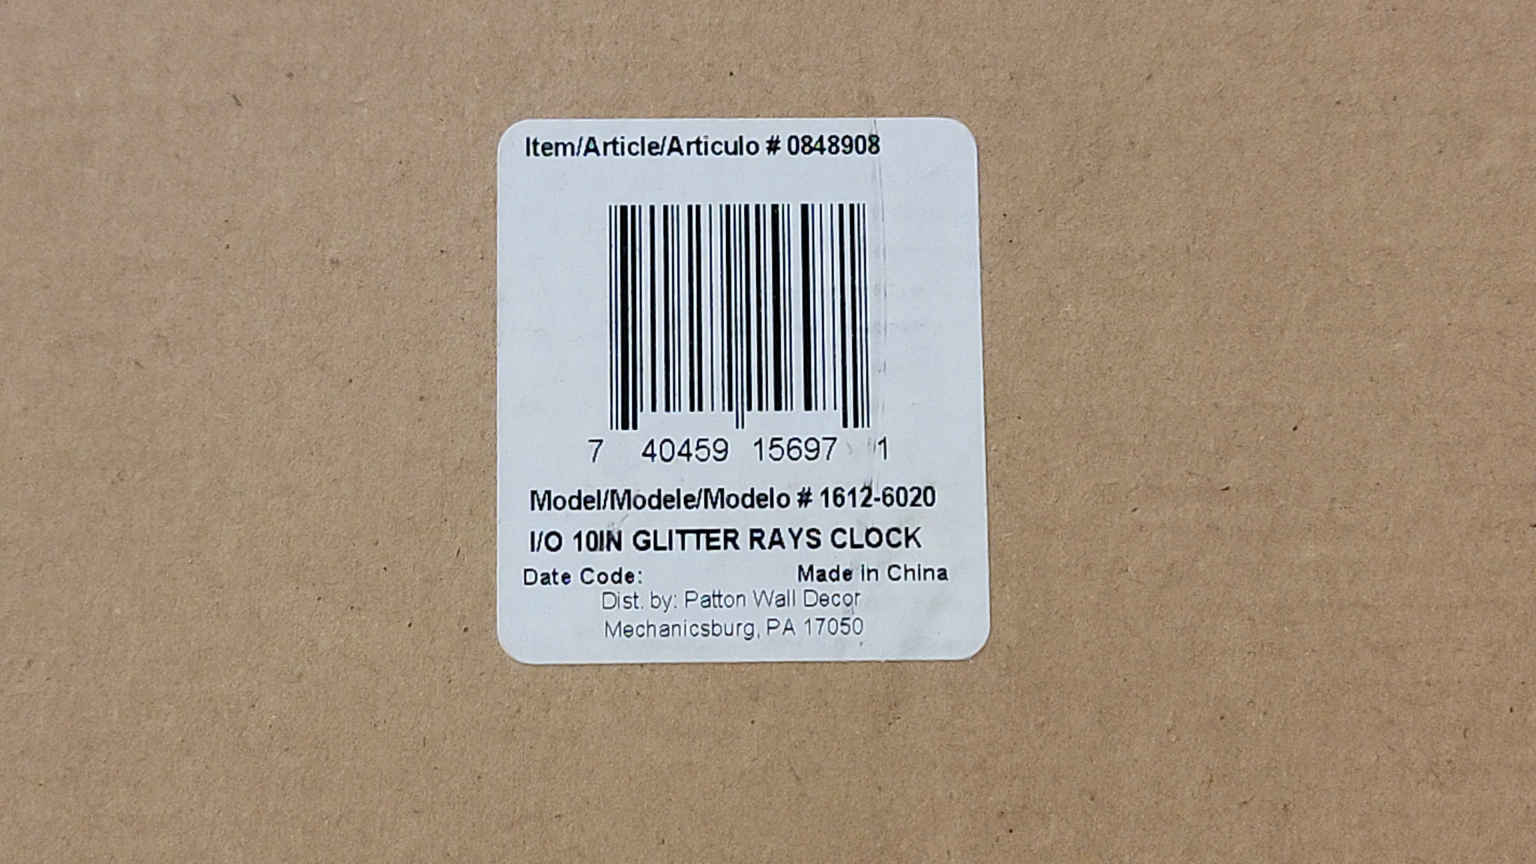 Item/Article/Articulo # 0848908
7 40459 15697 1
Model/Modele/Modelo # 1612-6020
I/O 10IN GLITTER RAYS CLOCK
Date Code: Made in China
Dist. by: Patton Wall Decor
Mechanicsburg, PA 17050